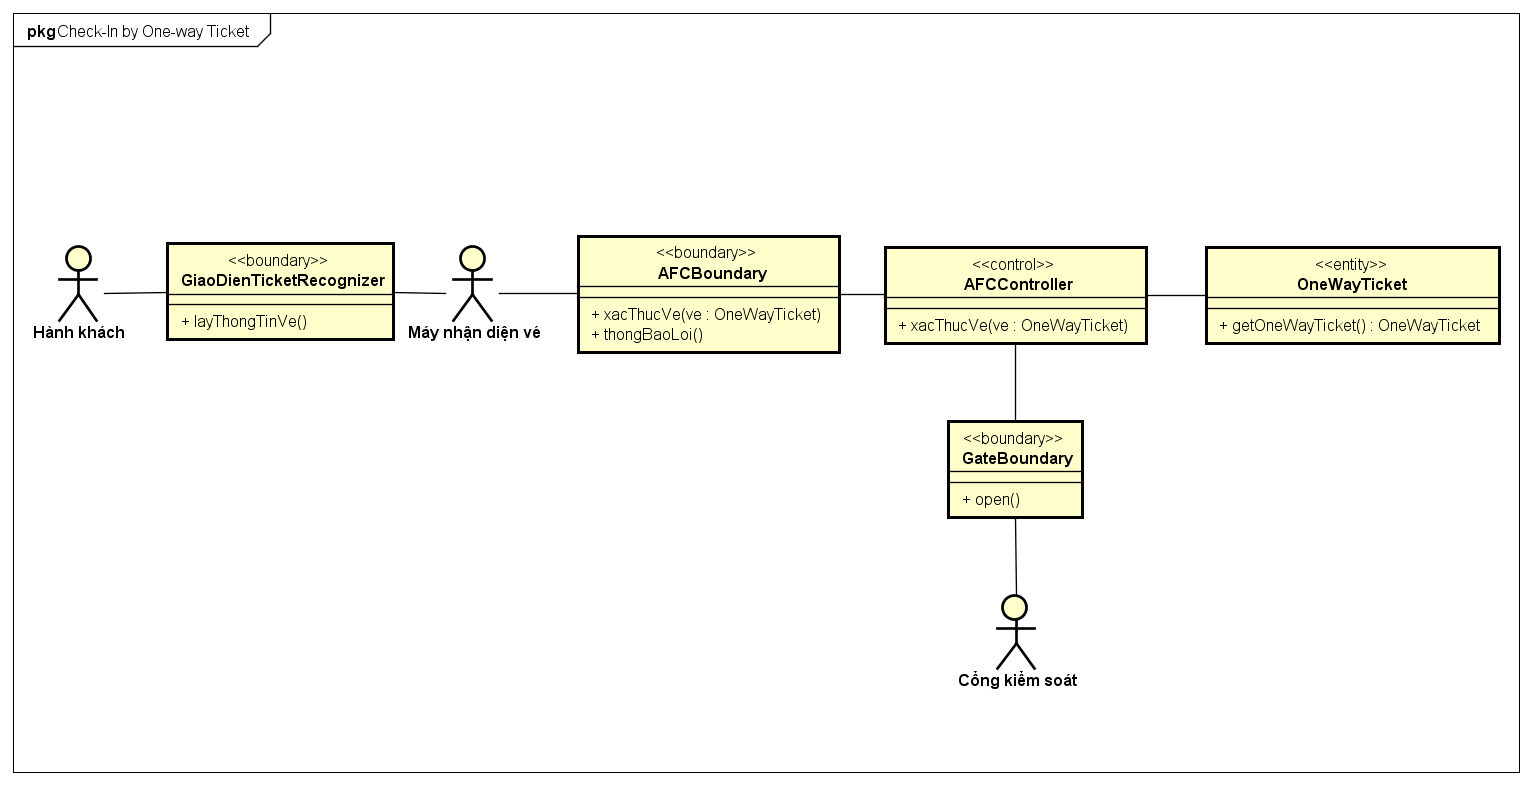 pkg Check-In by One-way Ticket
Hành khách
<<boundary>>
GiaoDienTicketRecognizer
+ layThongTinVe()
Máy nhận diện vé
<<boundary>>
AFCBoundary
+ xacThucVe(ve : OneWayTicket)
+ thongBaoLoi()
<<control>>
AFCController
+ xacThucVe(ve : OneWayTicket)
<<entity>>
OneWayTicket
+ getOneWayTicket() : OneWayTicket
<<boundary>>
GateBoundary
+ open()
Cổng kiểm soát